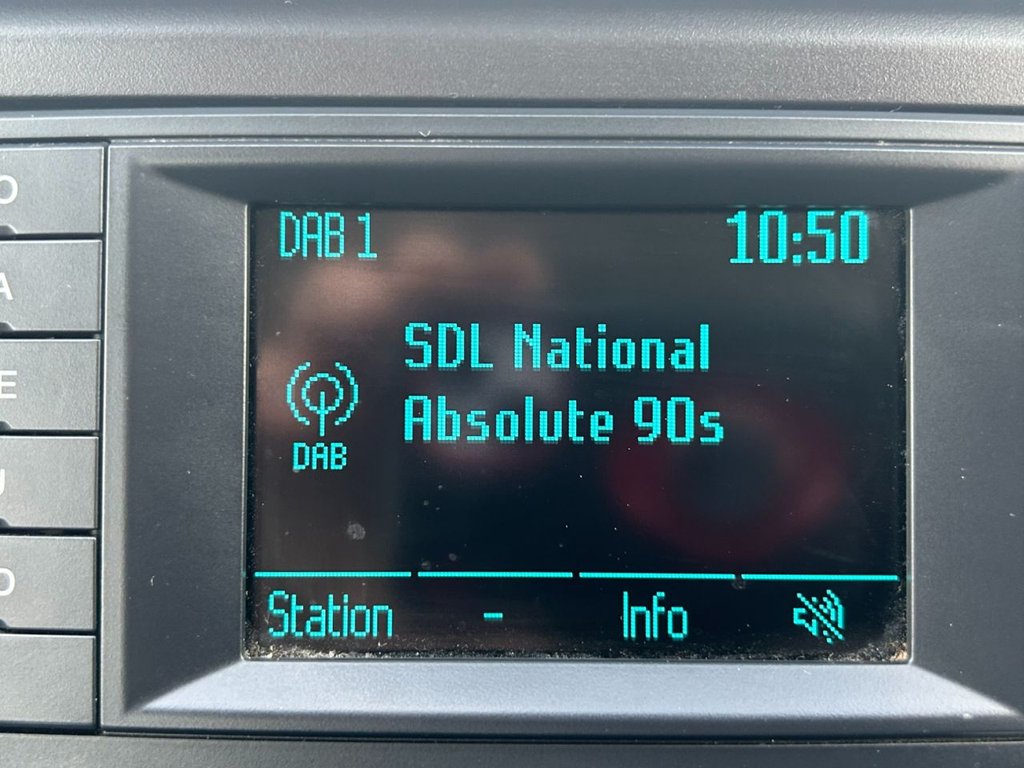 DAB 1
10:50
SDL National
Absolute 90s
DAB
Station
-
Info